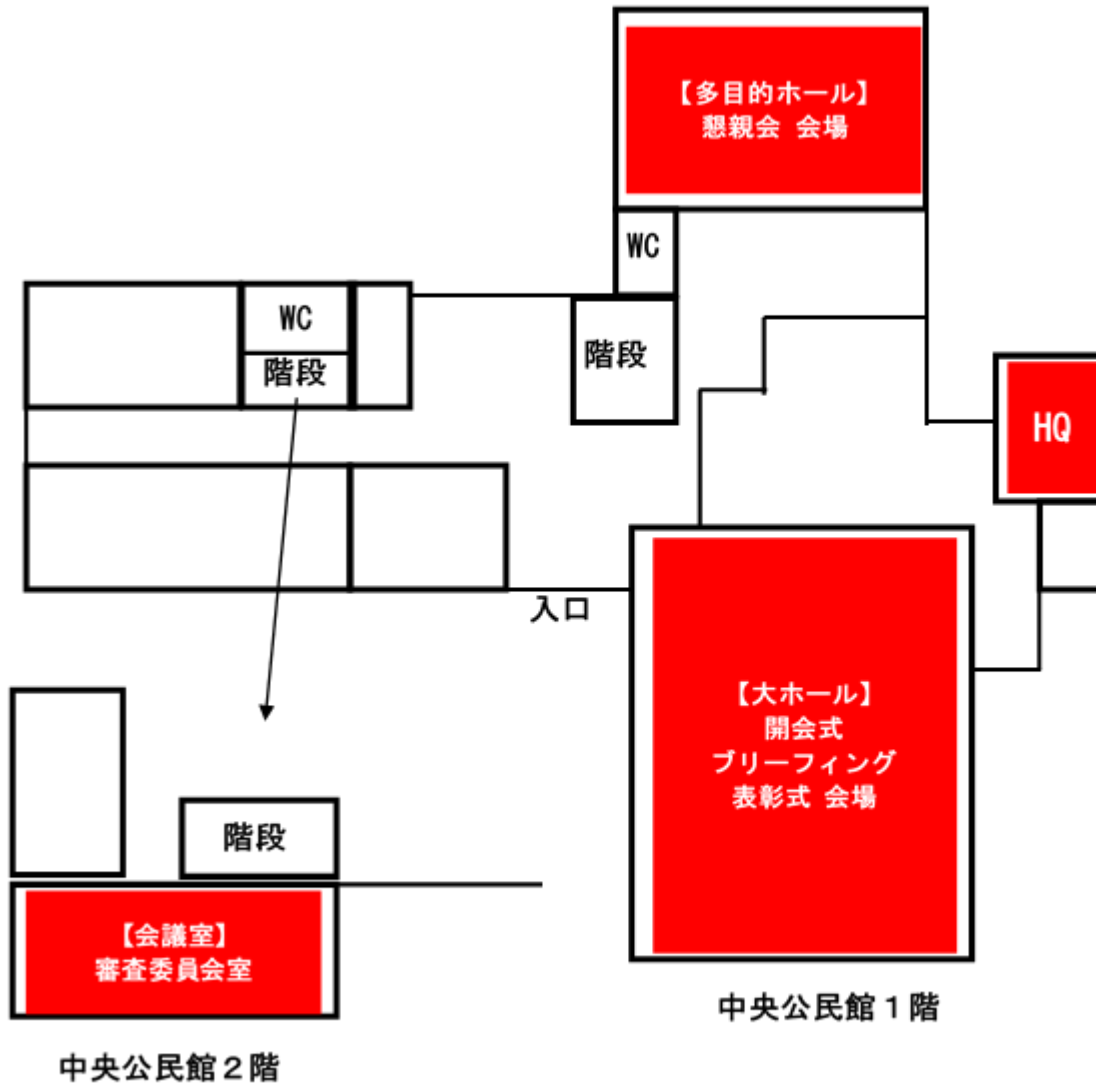 【多目的ホール】
懇親会 会場
WC
WC
階段
階段
HQ
入口
【大ホール】
開会式
ブリーフィング
表彰式 会場
階段
【会議室】
審査委員会室
中央公民館１階
中央公民館２階